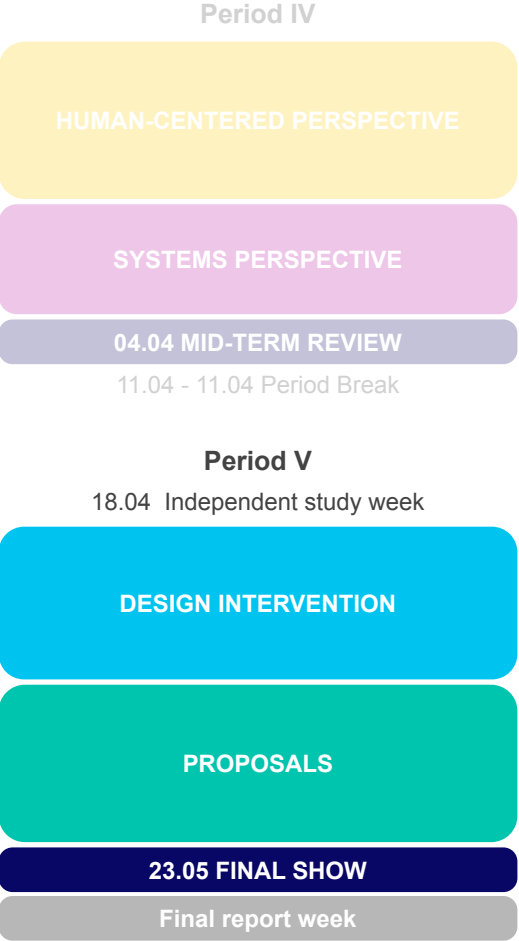 Period IV
HUMAN-CENTERED PERSPECTIVE
SYSTEMS PERSPECTIVE
04.04 MID-TERM REVIEW
11.04 - 11.04 Period Break
Period V
18.04  Independent study week
DESIGN INTERVENTION
PROPOSALS
23.05 FINAL SHOW
Final report week